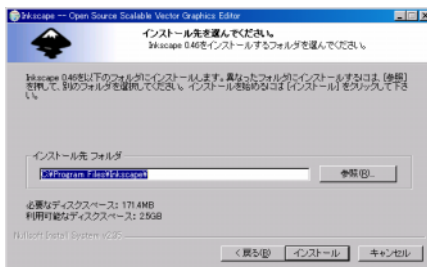 Inkscape -- Open Source Scalable Vector Graphics Editor
インストール先を選んでください。
Inkscape 0.46をインストールするフォルダを選んでください。
Inkscape 0.46を以下のフォルダにインストールします。異なったフォルダにインストールするには、[参照]
を押して、別のフォルダを選択してください。インストールを始めるには [インストール] をクリックして下さ
い。
インストール先 フォルダ
C:¥Program Files¥Inkscape¥
参照(R)...
必要なディスクスペース: 171.4MB
利用可能なディスクスペース: 2.5GB
Nullsoft Install System v2.35
< 戻る(B)
インストール
キャンセル